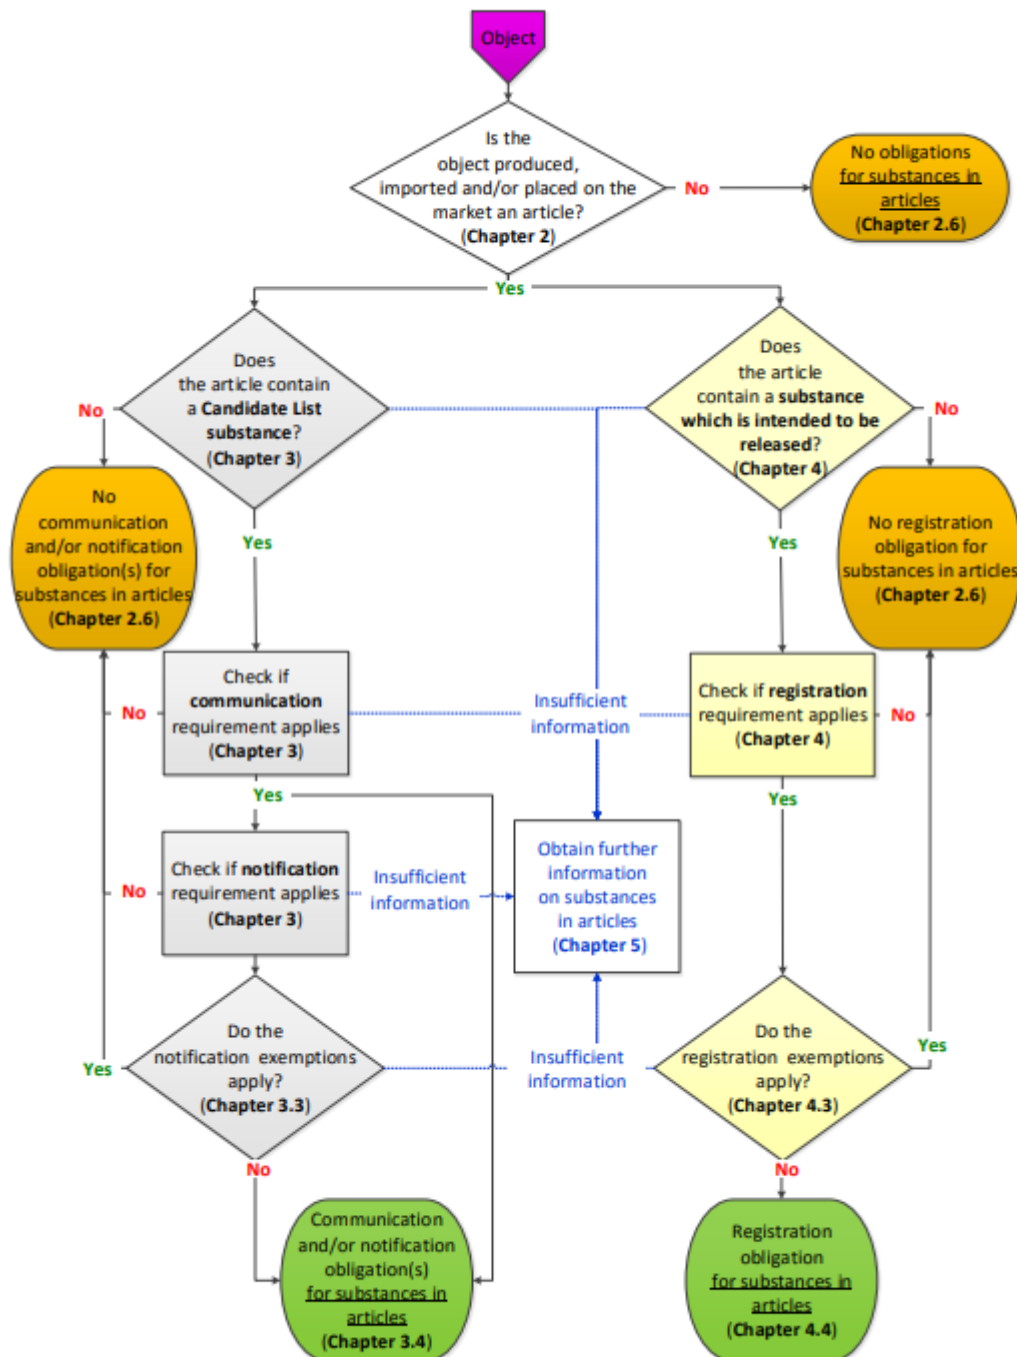 Object
Is the
object produced,
imported and/or placed on the
market an article?
(Chapter 2)
No
No obligations
for substances in
articles
(Chapter 2.6)
Yes
Does
the article contain
a Candidate List
substance?
(Chapter 3)
No
Does
the article
contain a substance
which is intended to be
released?
(Chapter 4)
No
No
communication
and/or notification
obligation(s) for
substances in articles
(Chapter 2.6)
Yes
Yes
No registration
obligation for
substances in articles
(Chapter 2.6)
Check if
communication
requirement applies
(Chapter 3)
No
Insufficient
information
Check if registration
requirement applies
(Chapter 4)
No
Yes
Yes
Check if notification
requirement applies
(Chapter 3)
No
Insufficient
information
Obtain further
information
on substances
in articles
(Chapter 5)
Do the
notification exemptions
apply?
(Chapter 3.3)
Yes
Insufficient
information
Do the
registration exemptions
apply?
(Chapter 4.3)
Yes
No
No
Communication
and/or notification
obligation(s)
for substances in
articles
(Chapter 3.4)
Registration
obligation
for substances in
articles
(Chapter 4.4)